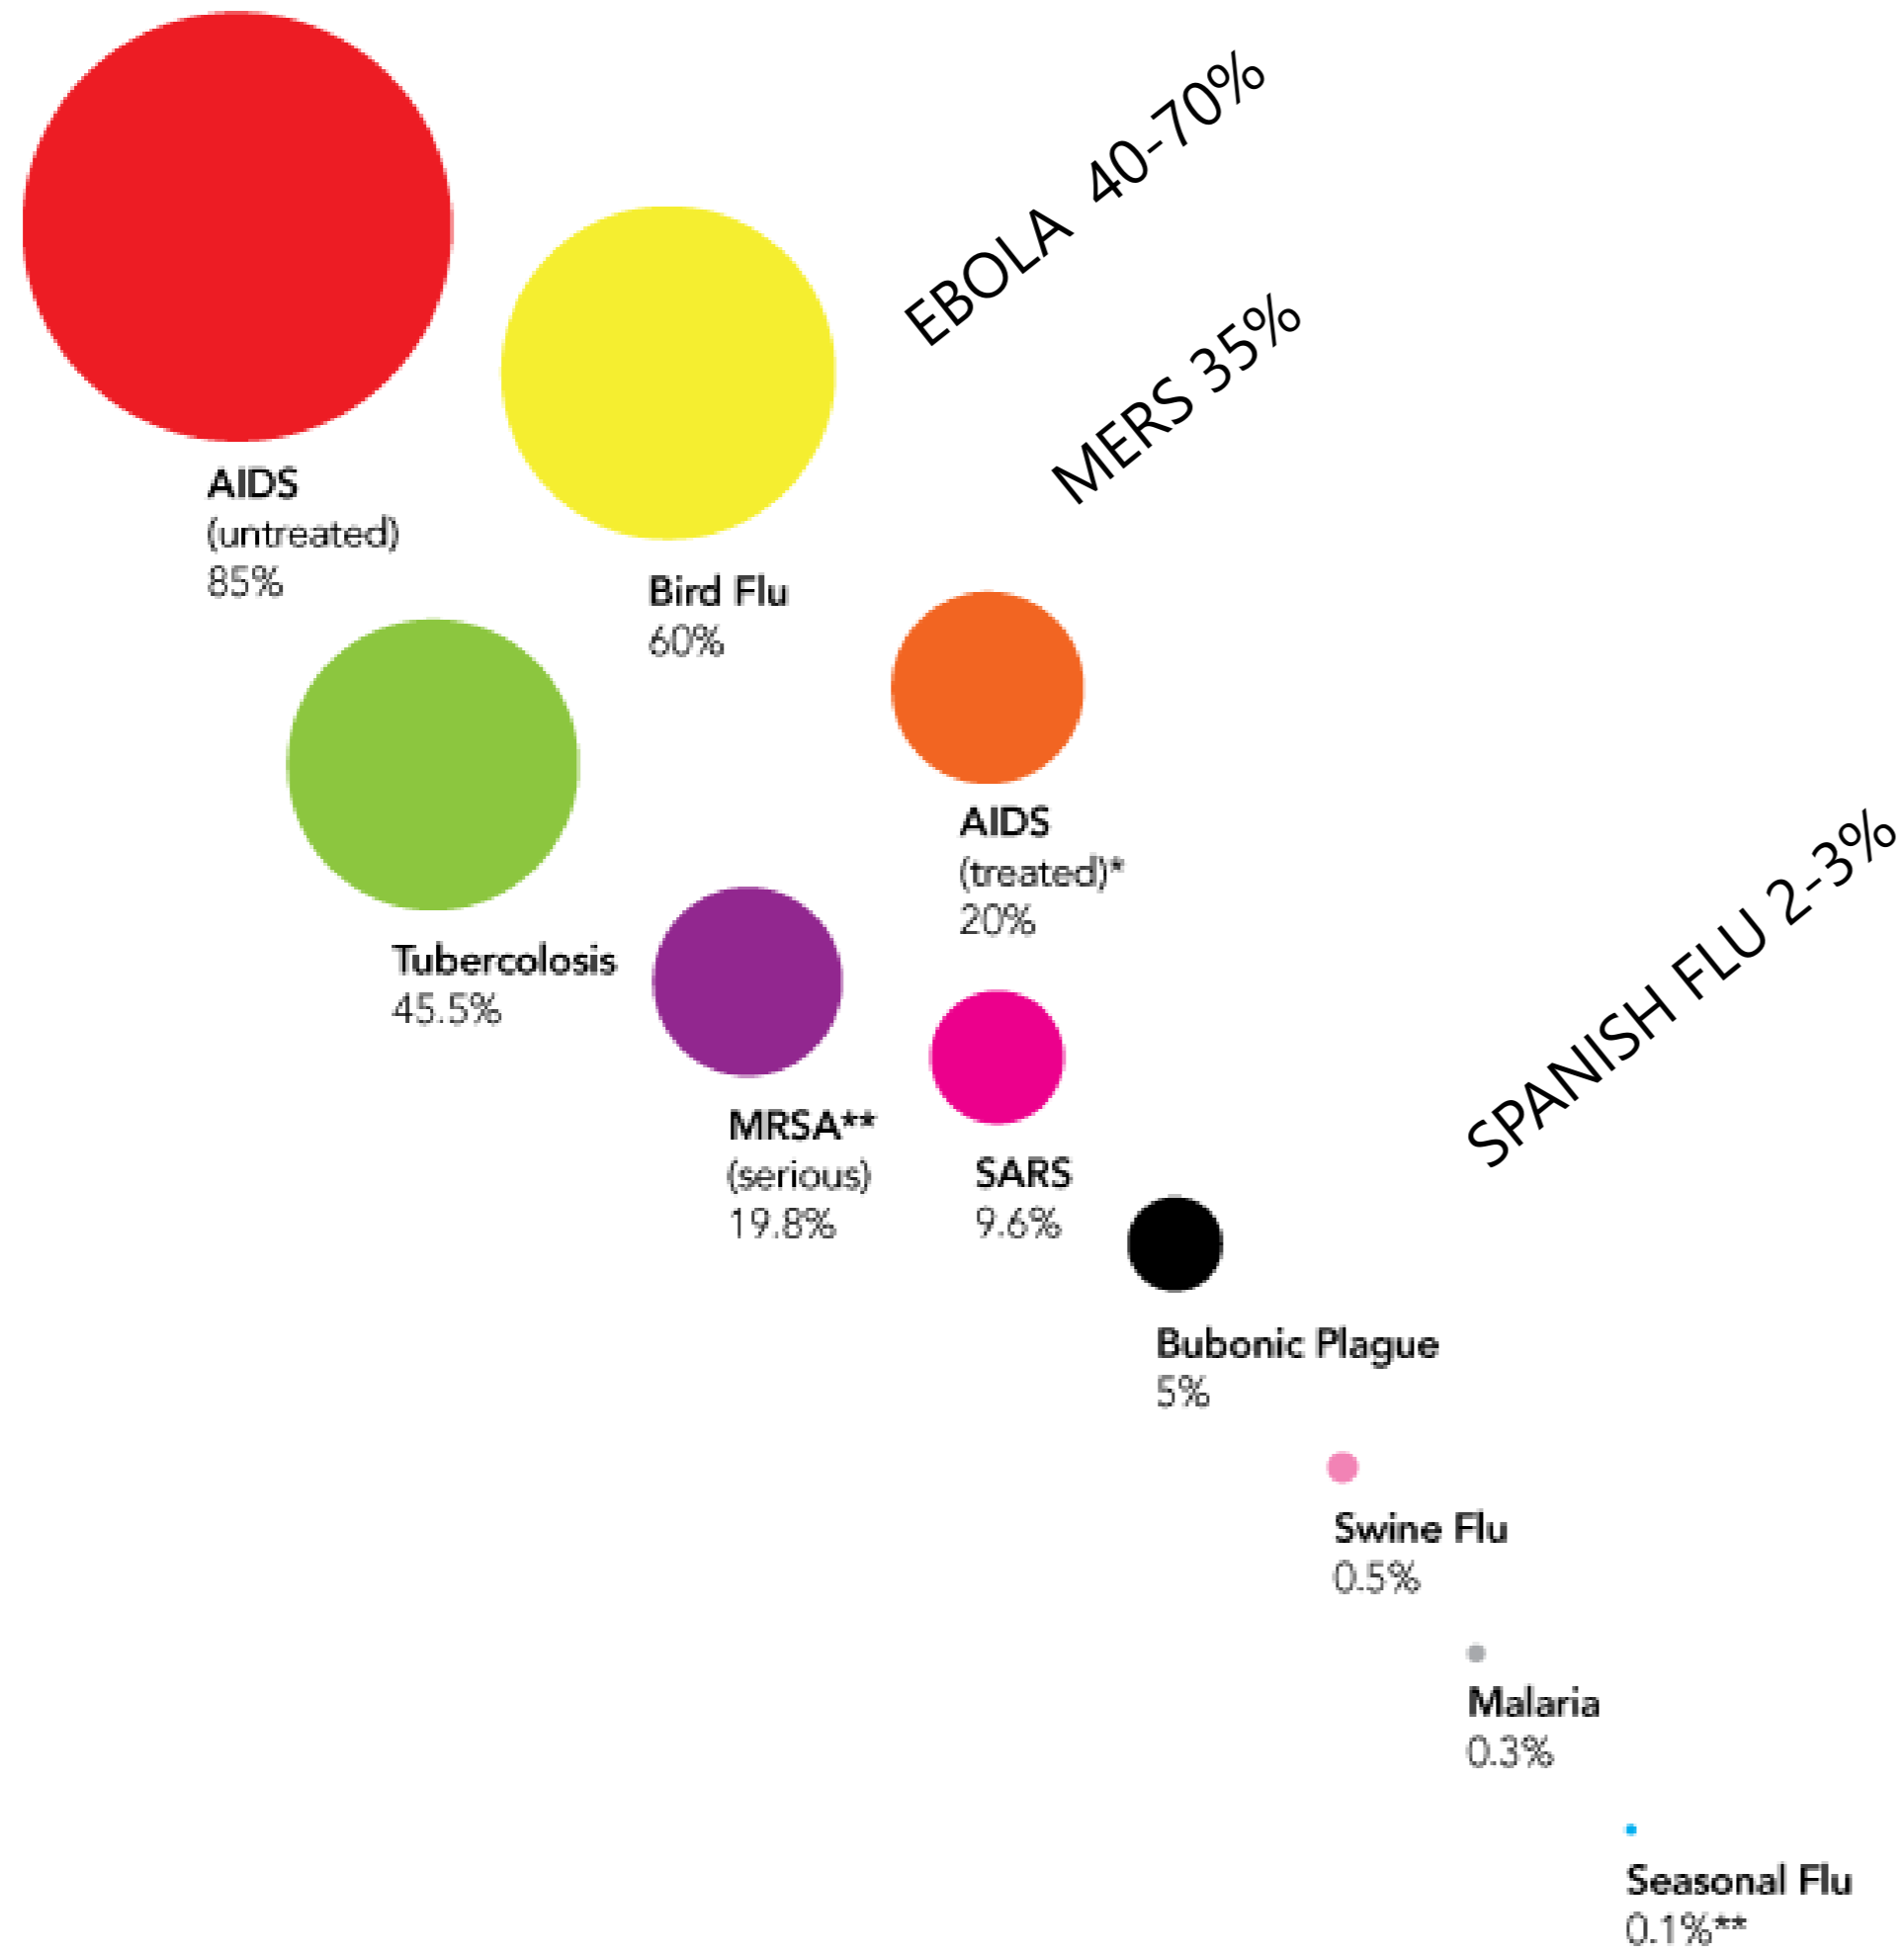 EBOLA 40-70%
MERS 35%
AIDS
(untreated)
85%
Bird Flu
60%
AIDS
(treated)*
20%
SPANISH FLU 2-3%
Tubercolosis
45.5%
MRSA**
(serious)
19.8%
SARS
9.6%
Bubonic Plague
5%
Swine Flu
0.5%
Malaria
0.3%
Seasonal Flu
0.1%**